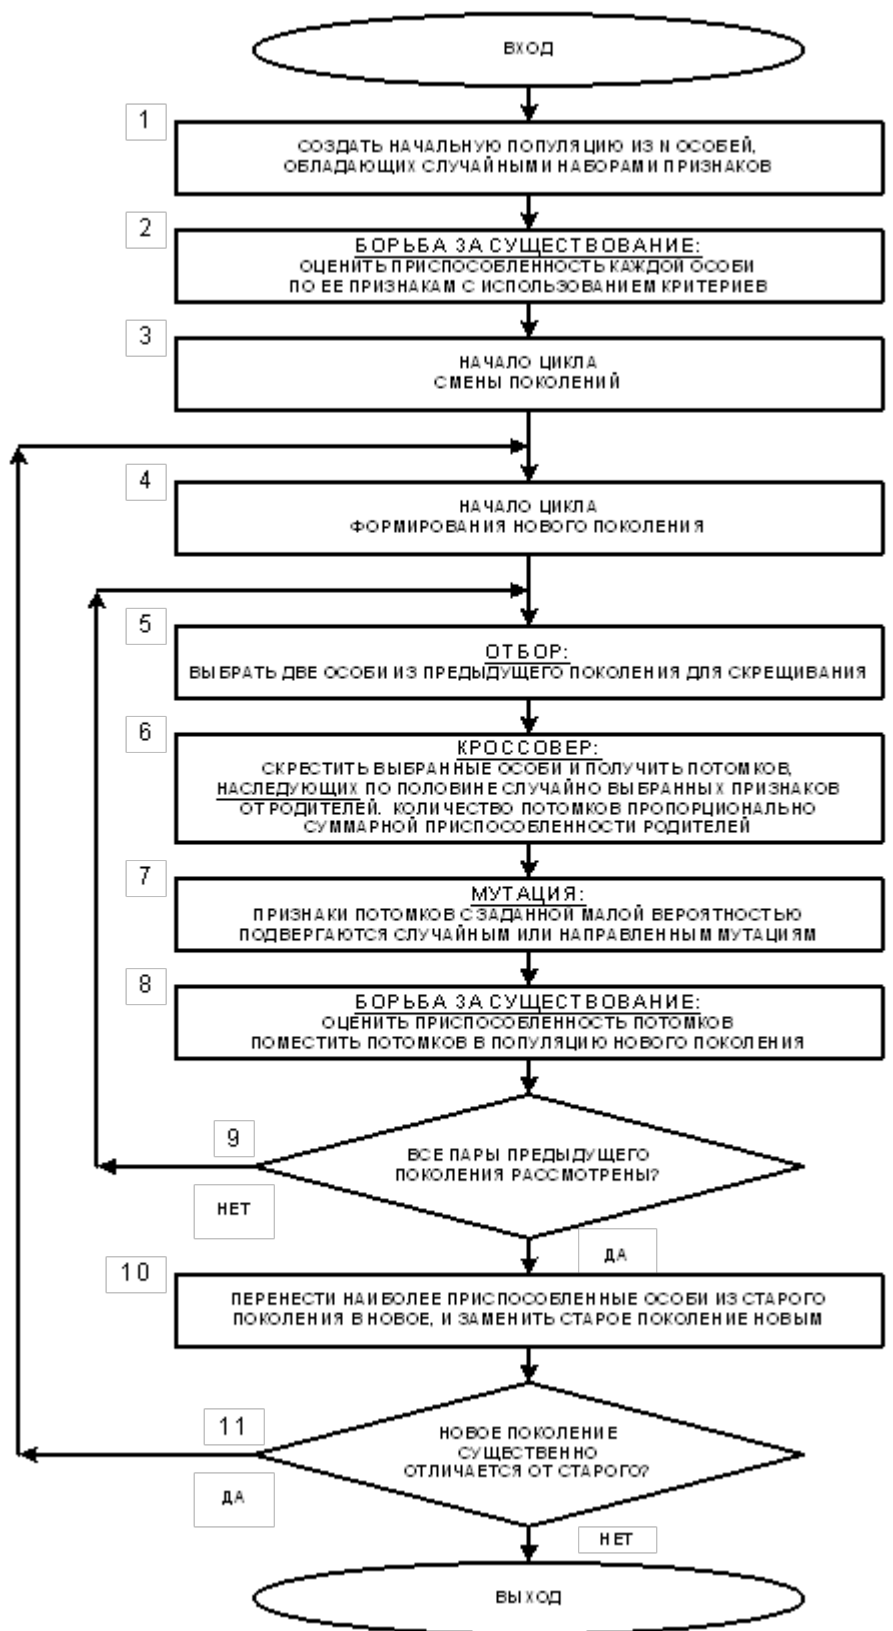 ВХОД
1
СОЗДАТЬ НАЧАЛЬНУЮ ПОПУЛЯЦИЮ ИЗ N ОСОБЕЙ,
ОБЛАДАЮЩИХ СЛУЧАЙНЫМИ НАБОРАМИ ПРИЗНАКОВ
2
БОРЬБА ЗА СУЩЕСТВОВАНИЕ:
ОЦЕНИТЬ ПРИСПОСОБЛЕННОСТЬ КАЖДОЙ ОСОБИ
ПО ЕЕ ПРИЗНАКАМ С ИСПОЛЬЗОВАНИЕМ КРИТЕРИЕВ
3
НАЧАЛО ЦИКЛА
СМЕНЫ ПОКОЛЕНИЙ
4
НАЧАЛО ЦИКЛА
ФОРМИРОВАНИЯ НОВОГО ПОКОЛЕНИЯ
5
ОТБОР:
ВЫБРАТЬ ДВЕ ОСОБИ ИЗ ПРЕДЫДУЩЕГО ПОКОЛЕНИЯ ДЛЯ СКРЕЩИВАНИЯ
6
КРОССОВЕР:
СКРЕСТИТЬ ВЫБРАННЫЕ ОСОБИ И ПОЛУЧИТЬ ПОТОМКОВ,
НАСЛЕДУЮЩИХ ПО ПОЛОВИНЕ СЛУЧАЙНО ВЫБРАННЫХ ПРИЗНАКОВ
ОТ РОДИТЕЛЕЙ. КОЛИЧЕСТВО ПОТОМКОВ ПРОПОРЦИОНАЛЬНО
СУММАРНОЙ ПРИСПОСОБЛЕННОСТИ РОДИТЕЛЕЙ
7
МУТАЦИЯ:
ПРИЗНАКИ ПОТОМКОВ С ЗАДАННОЙ МАЛОЙ ВЕРОЯТНОСТЬЮ
ПОДВЕРГАЮТСЯ СЛУЧАЙНЫМ ИЛИ НАПРАВЛЕННЫМ МУТАЦИЯМ
8
БОРЬБА ЗА СУЩЕСТВОВАНИЕ:
ОЦЕНИТЬ ПРИСПОСОБЛЕННОСТЬ ПОТОМКОВ
ПОМЕСТИТЬ ПОТОМКОВ В ПОПУЛЯЦИЮ НОВОГО ПОКОЛЕНИЯ
9
ВСЕ ПАРЫ ПРЕДЫДУЩЕГО
ПОКОЛЕНИЯ РАССМОТРЕНЫ?
НЕТ
ДА
10
ПЕРЕНЕСТИ НАИБОЛЕЕ ПРИСПОСОБЛЕННЫЕ ОСОБИ ИЗ СТАРОГО
ПОКОЛЕНИЯ В НОВОЕ, И ЗАМЕНИТЬ СТАРОЕ ПОКОЛЕНИЕ НОВЫМ
11
НОВОЕ ПОКОЛЕНИЕ
СУЩЕСТВЕННО
ОТЛИЧАЕТСЯ ОТ СТАРОГО?
ДА
НЕТ
ВЫХОД